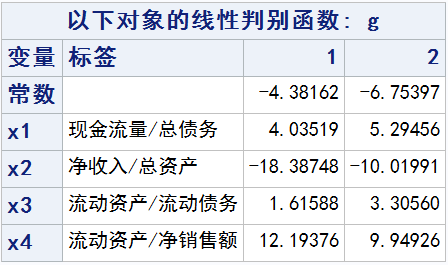 以下对象的线性判别函数: g
变量 标签 1 2
常数 -4.38162 -6.75397
x1 现金流量/总债务 4.03519 5.29456
x2 净收入/总资产 -18.38748 -10.01991
x3 流动资产/流动债务 1.61588 3.30560
x4 流动资产/净销售额 12.19376 9.94926